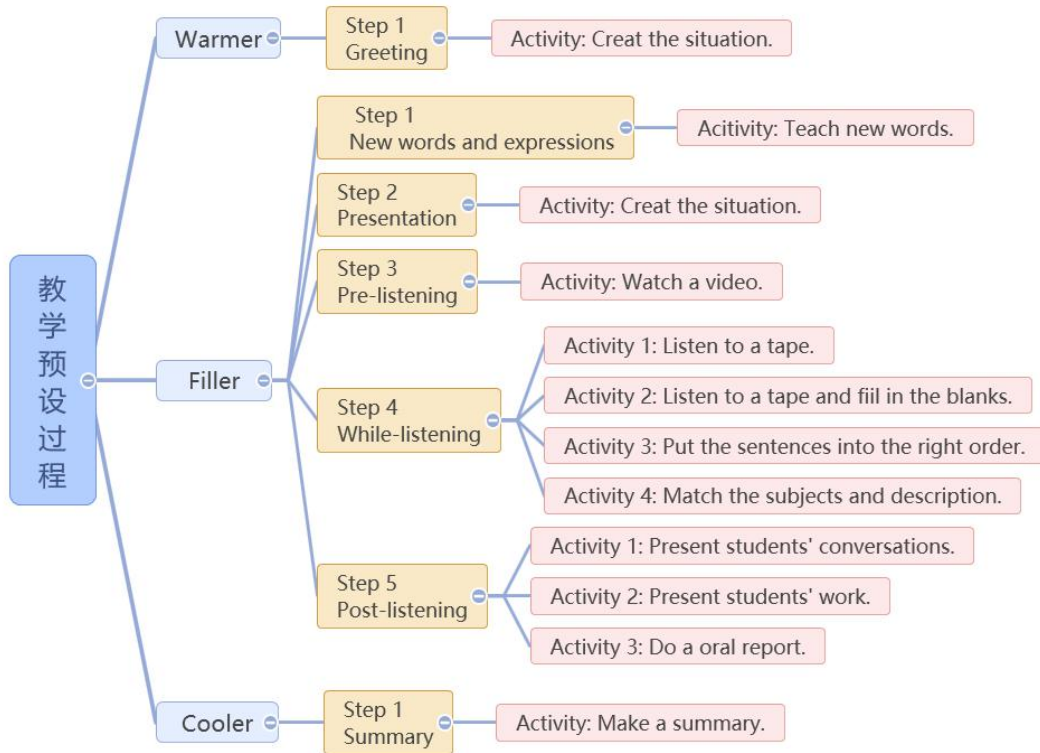 教学预设过程
Warmer
Step 1
Greeting
Activity: Creat the situation.
Filler
Step 1
New words and expressions
Acitivity: Teach new words.
Step 2
Presentation
Activity: Creat the situation.
Step 3
Pre-listening
Activity: Watch a video.
Step 4
While-listening
Activity 1: Listen to a tape.
Activity 2: Listen to a tape and fiil in the blanks.
Activity 3: Put the sentences into the right order.
Activity 4: Match the subjects and description.
Step 5
Post-listening
Activity 1: Present students' conversations.
Activity 2: Present students' work.
Activity 3: Do a oral report.
Cooler
Step 1
Summary
Activity: Make a summary.